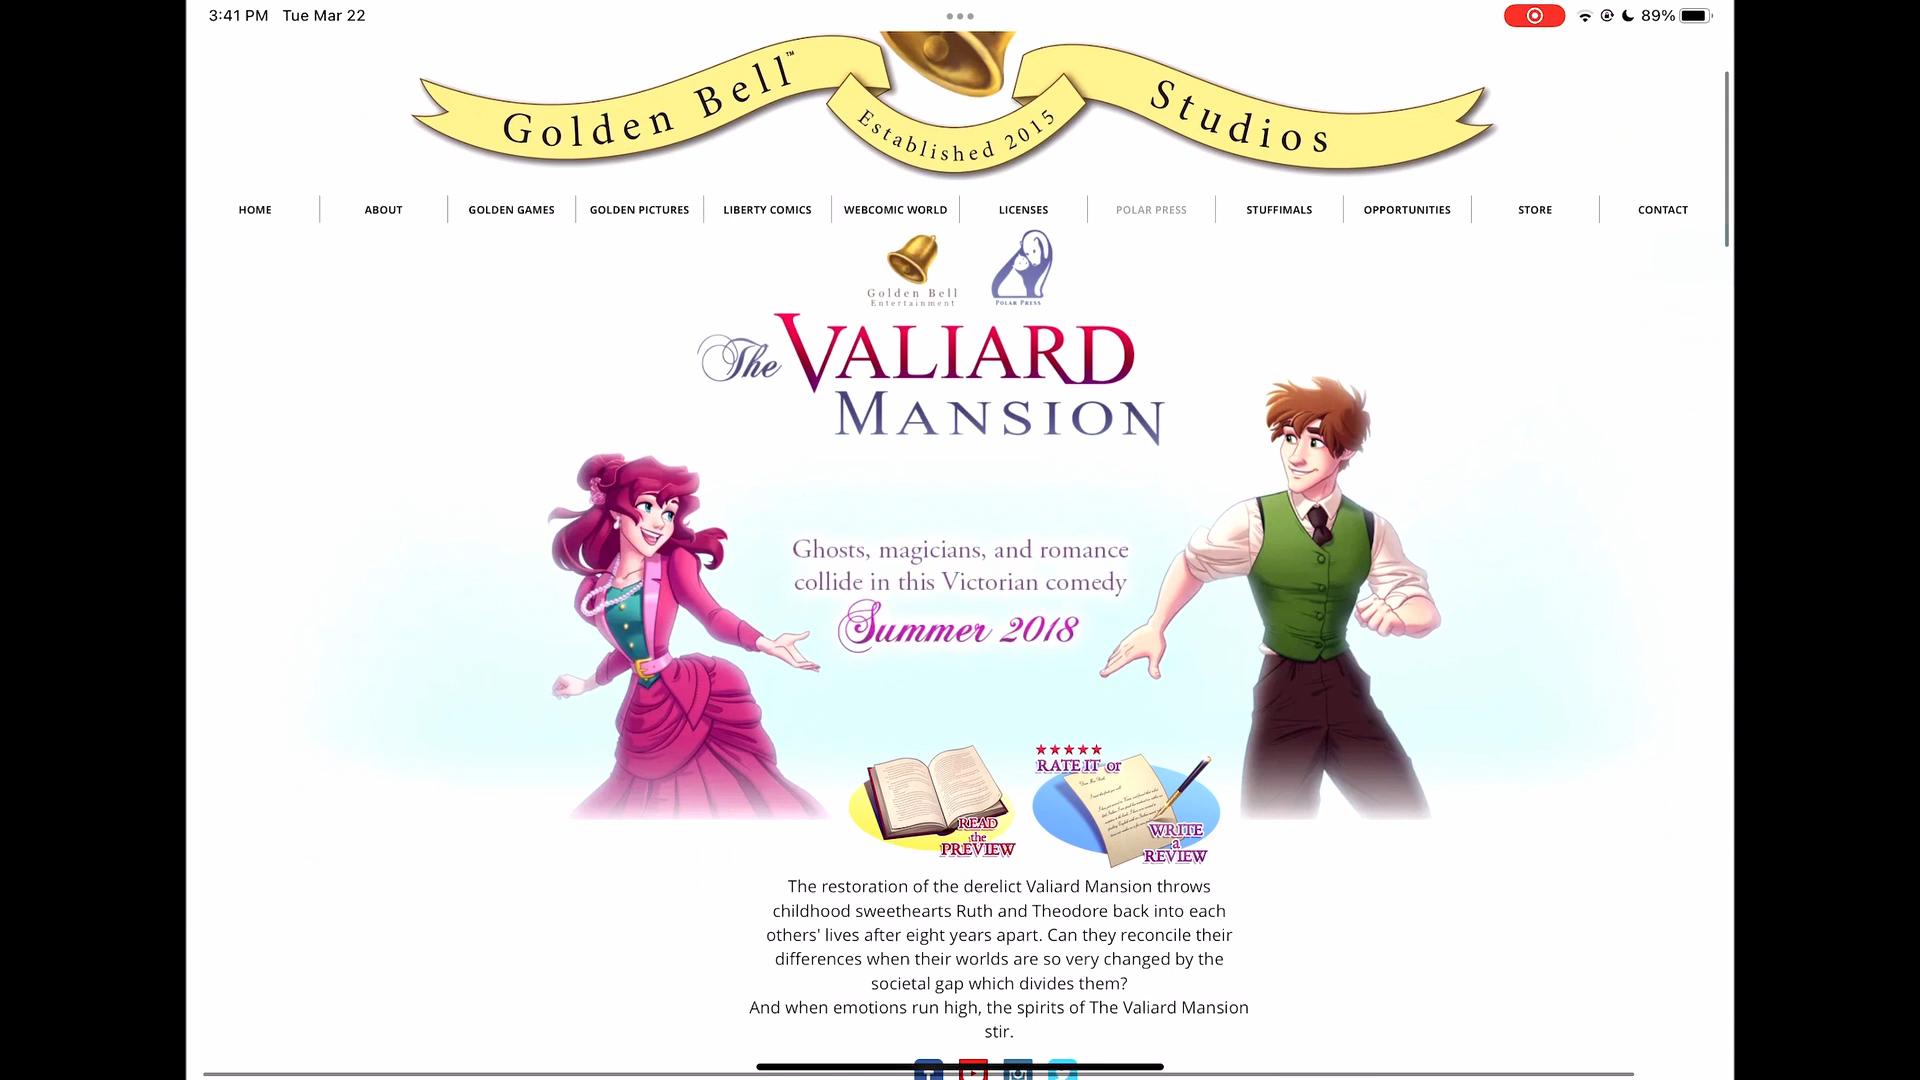 3:41 PM Tue Mar 22
89%
Golden Bell™
Established 2015
Studios
HOME
ABOUT
GOLDEN GAMES
GOLDEN PICTURES
LIBERTY COMICS
WEBCOMIC WORLD
LICENSES
POLAR PRESS
STUFFIMALS
OPPORTUNITIES
STORE
CONTACT
Golden Bell
Entertainment
POLAR PRESS
The VALIARD
MANSION
Ghosts, magicians, and romance
collide in this Victorian comedy
Summer 2018
READ
the
PREVIEW
RATE IT or
WRITE
a
REVIEW
The restoration of the derelict Valiard Mansion throws
childhood sweethearts Ruth and Theodore back into each
others' lives after eight years apart. Can they reconcile their
differences when their worlds are so very changed by the
societal gap which divides them?
And when emotions run high, the spirits of The Valiard Mansion
stir.